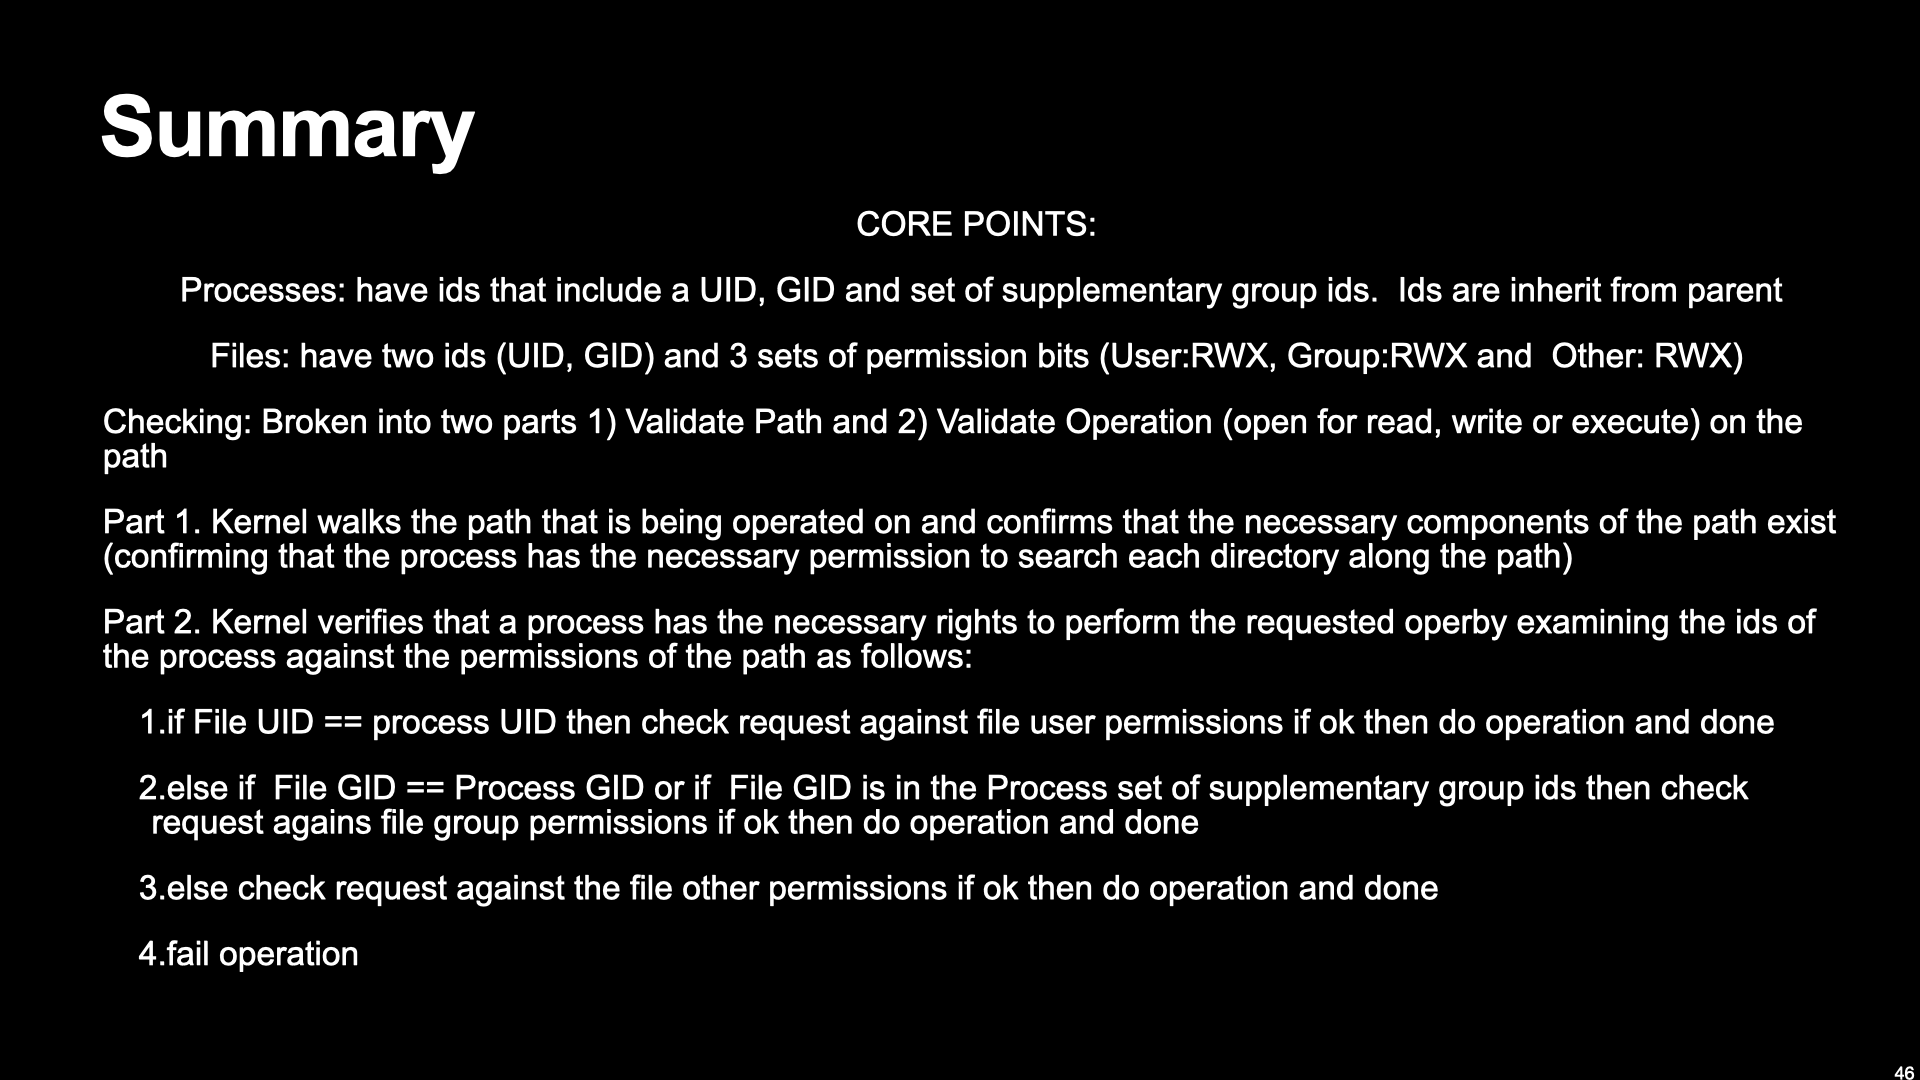 Summary
CORE POINTS:
Processes: have ids that include a UID, GID and set of supplementary group ids.  Ids are inherit from parent
Files: have two ids (UID, GID) and 3 sets of permission bits (User:RWX, Group:RWX and  Other: RWX)
Checking: Broken into two parts 1) Validate Path and 2) Validate Operation (open for read, write or execute) on the
path
Part 1. Kernel walks the path that is being operated on and confirms that the necessary components of the path exist
(confirming that the process has the necessary permission to search each directory along the path)
Part 2. Kernel verifies that a process has the necessary rights to perform the requested operby examining the ids of
the process against the permissions of the path as follows:
1.if File UID == process UID then check request against file user permissions if ok then do operation and done
2.else if  File GID == Process GID or if  File GID is in the Process set of supplementary group ids then check
request agains file group permissions if ok then do operation and done
3.else check request against the file other permissions if ok then do operation and done
4.fail operation
46